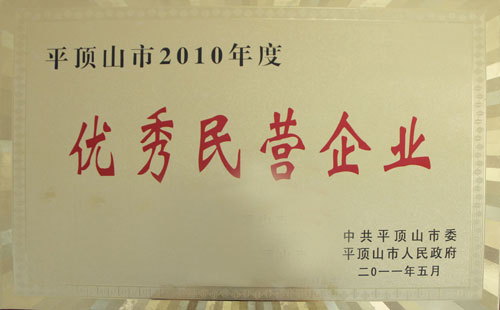 平顶山市2010年度
优秀民营企业
中共平顶山市委
平顶山市人民政府
二0一一年五月